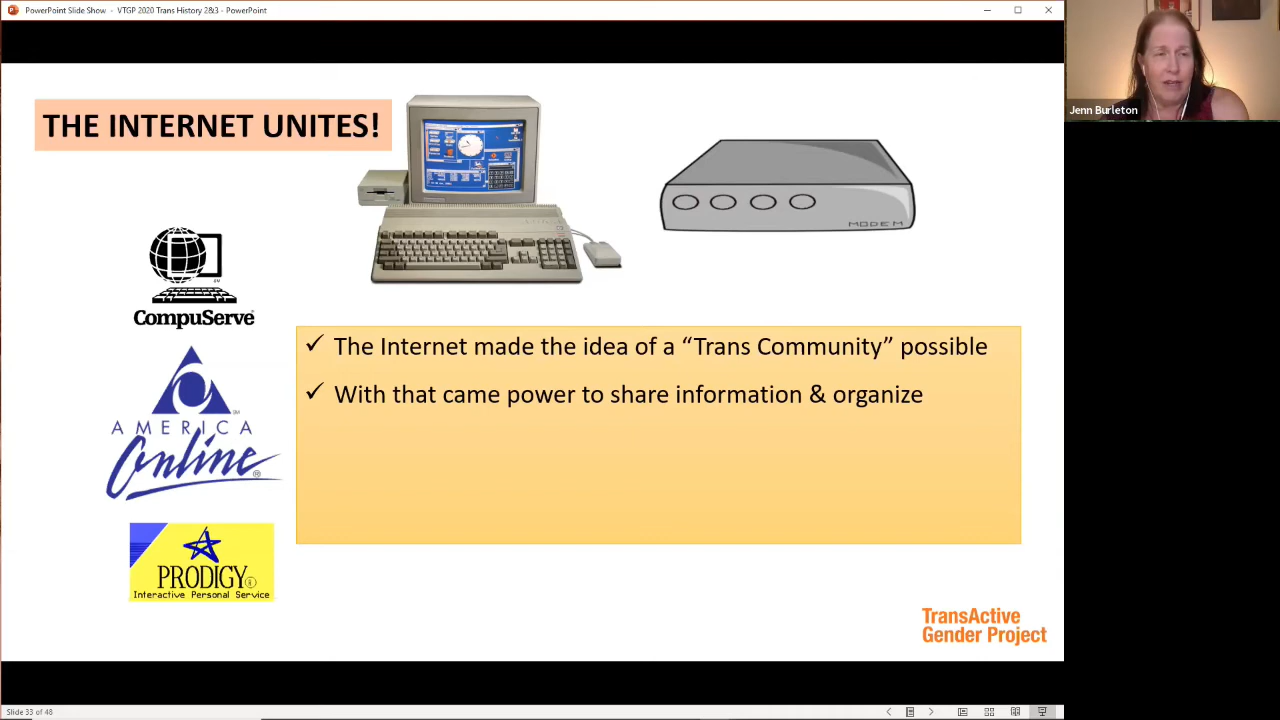 PowerPoint Slide Show - VTGP 2020 Trans History 2&3 - PowerPoint
Jenn Burleton
THE INTERNET UNITES!
MODEM
CompuServe®
AMERICA
Online®
PRODIGY®
Interactive Personal Service
✓ The Internet made the idea of a “Trans Community” possible
✓ With that came power to share information & organize
TransActive
Gender Project
Slide 33 of 48